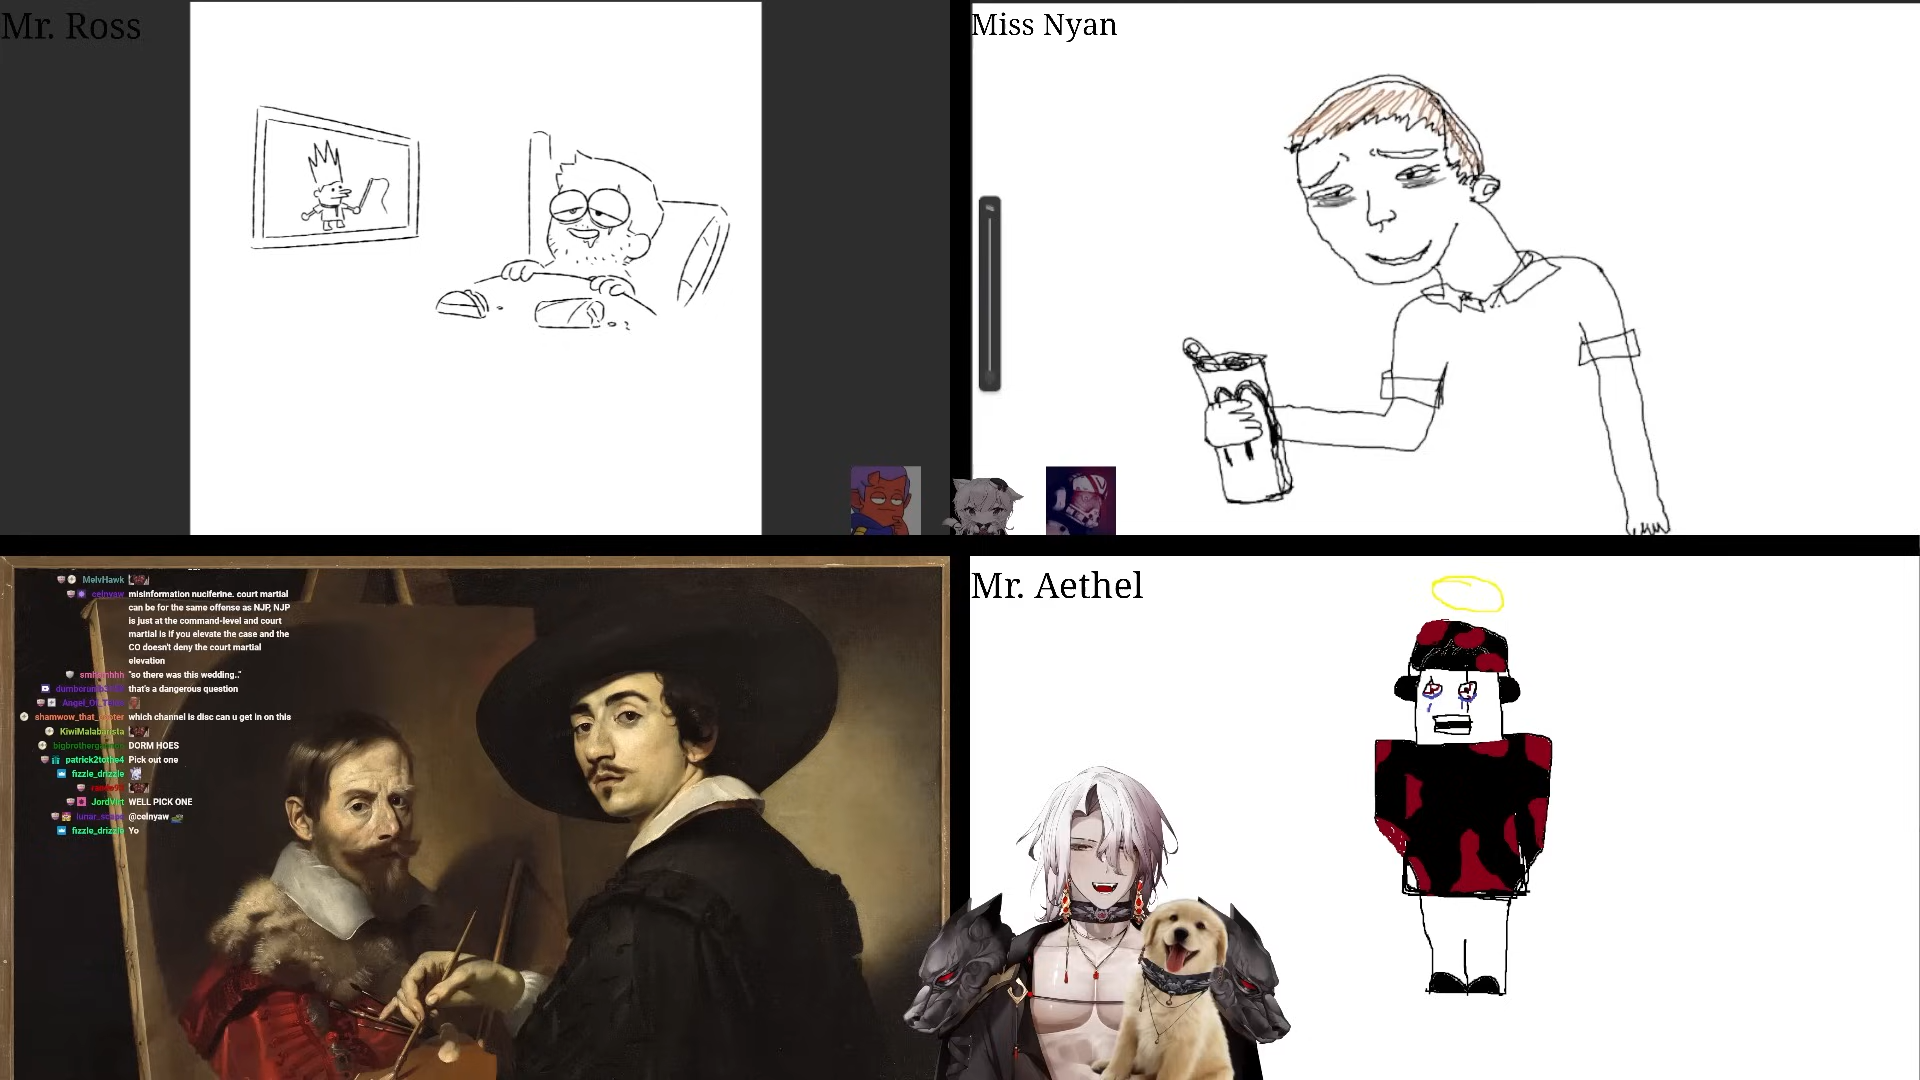 Mr. Ross
Miss Nyan
MelvHawk
celnyaw misinformation nuciferine. court martial
can be for the same offense as NJP, NJP
is just at the command-level and court
martial is if you elevate the case and the
CO doesn't deny the court martial
elevation
"so there was this wedding.."
that's a dangerous question
which channel is disc can u get in on this
KiwiMalabarista
DORM HOES
patrick2tothe4 Pick out one
fizzle_drizzle
WELL PICK ONE
@celnyaw
fizzle_drizzle Yo
Mr. Aethel